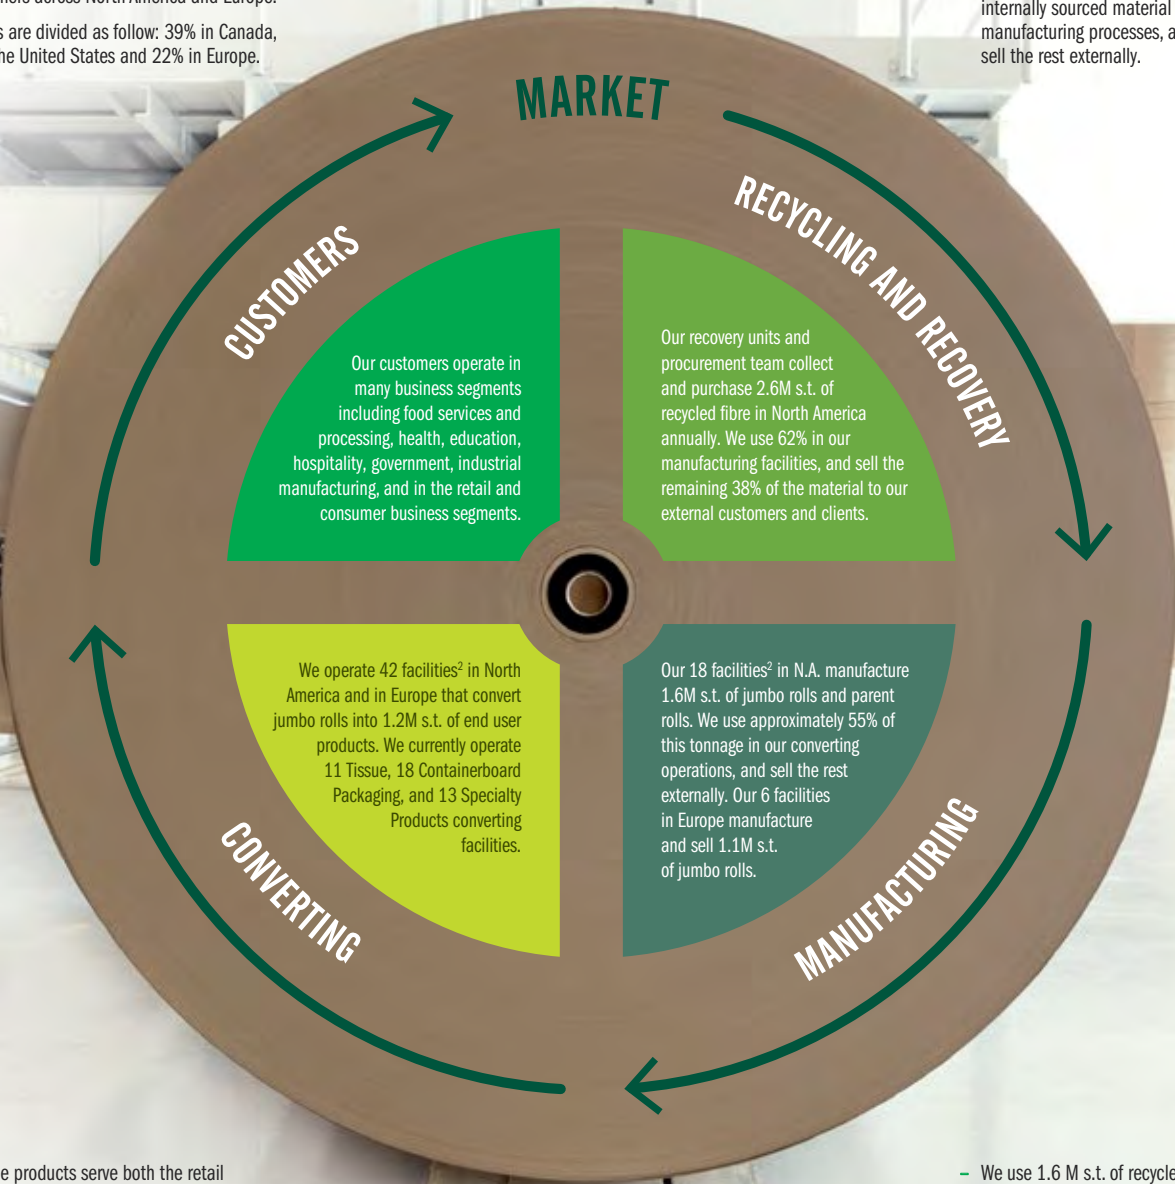 across North America and Europe.
are divided as follow: 39% in Canada,
the United States and 22% in Europe.
internally sourced material
manufacturing processes,
sell the rest externally.
MARKET
RECYCLING AND RECOVERY
Our recovery units and
procurement team collect
and purchase 2.6M s.t. of
recycled fibre in North America
annually. We use 62% in our
manufacturing facilities, and sell the
remaining 38% of the material to our
external customers and clients.
MANUFACTURING
Our 18 facilities² in N.A. manufacture
1.6M s.t. of jumbo rolls and parent
rolls. We use approximately 55% of
this tonnage in our converting
operations, and sell the rest
externally. Our 6 facilities
in Europe manufacture
and sell 1.1M s.t.
of jumbo rolls.
CONVERTING
We operate 42 facilities² in North
America and in Europe that convert
jumbo rolls into 1.2M s.t. of end user
products. We currently operate
11 Tissue, 18 Containerboard
Packaging, and 13 Specialty
Products converting
facilities.
CUSTOMERS
Our customers operate in
many business segments
including food services and
processing, health, education,
hospitality, government, industrial
manufacturing, and in the retail and
consumer business segments.
products serve both the retail
– We use 1.6 M s.t. of